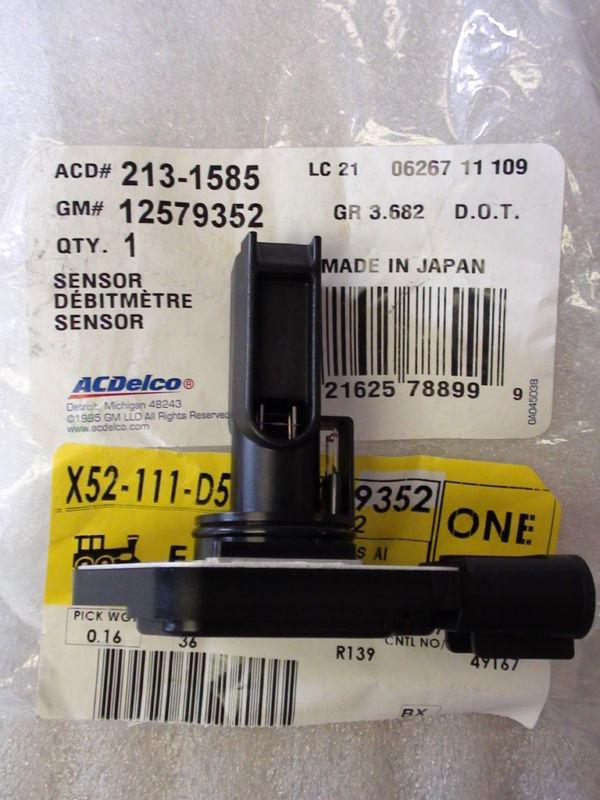 ACD# 213-1585 LC 21 06267 11 109
GM# 12579352 GR 3.682 D.O.T.
QTY. 1
MADE IN JAPAN
SENSOR
DÉBITMÈTRE
SENSOR
21625 78899 9
0A045038
ACDelco®
Detroit, Michigan 48243
©1995 GM LLC All Rights Reserved
www.acdelco.com
X52-111-D5 9352
2
ONE
PICK
0.16 36 R139 CNTL NO/ 49167
BX